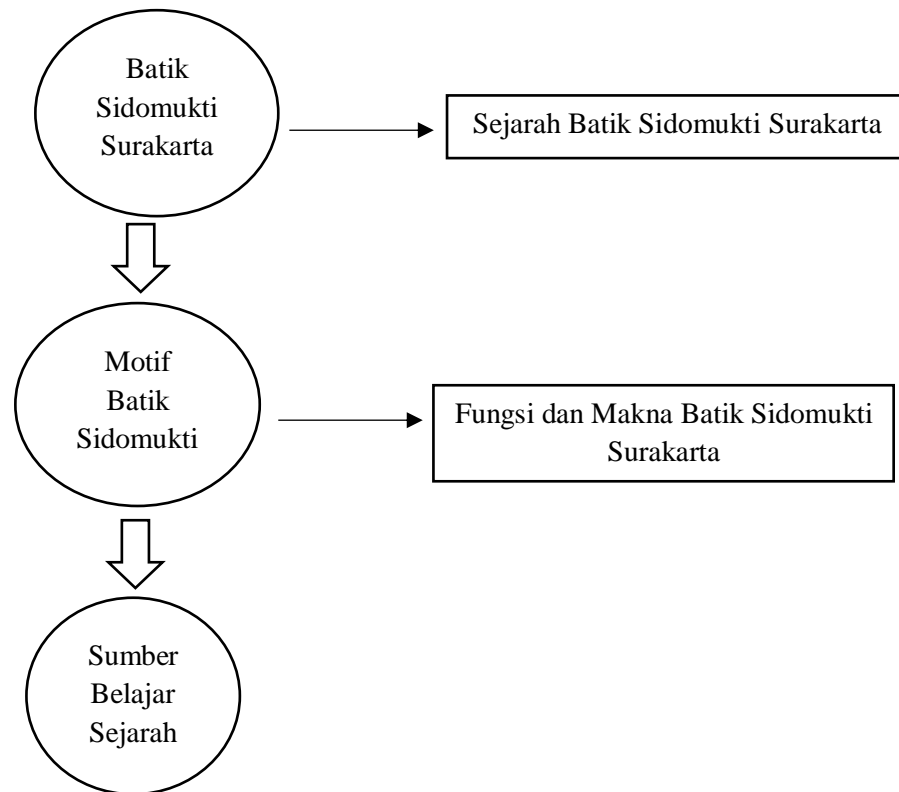 Batik
Sidomukti
Surakarta
Sejarah Batik Sidomukti Surakarta
Motif
Batik
Sidomukti
Fungsi dan Makna Batik Sidomukti
Surakarta
Sumber
Belajar
Sejarah